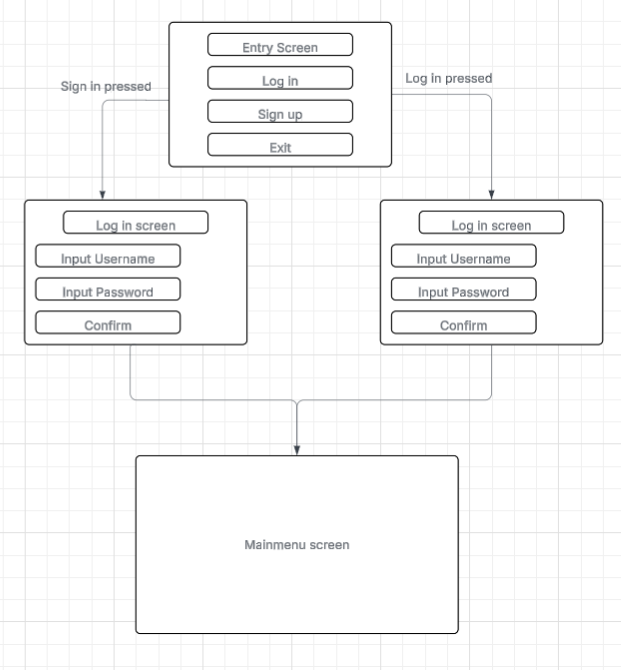 Entry Screen
Log in
Sign up
Exit
Sign in pressed
Log in pressed
Log in screen
Input Username
Input Password
Confirm
Log in screen
Input Username
Input Password
Confirm
Mainmenu screen